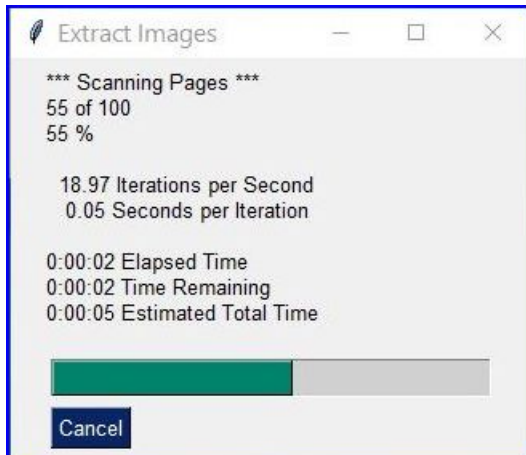 Extract Images
*** Scanning Pages ***
55 of 100
55 %
18.97 Iterations per Second
0.05 Seconds per Iteration
0:00:02 Elapsed Time
0:00:02 Time Remaining
0:00:05 Estimated Total Time
Cancel